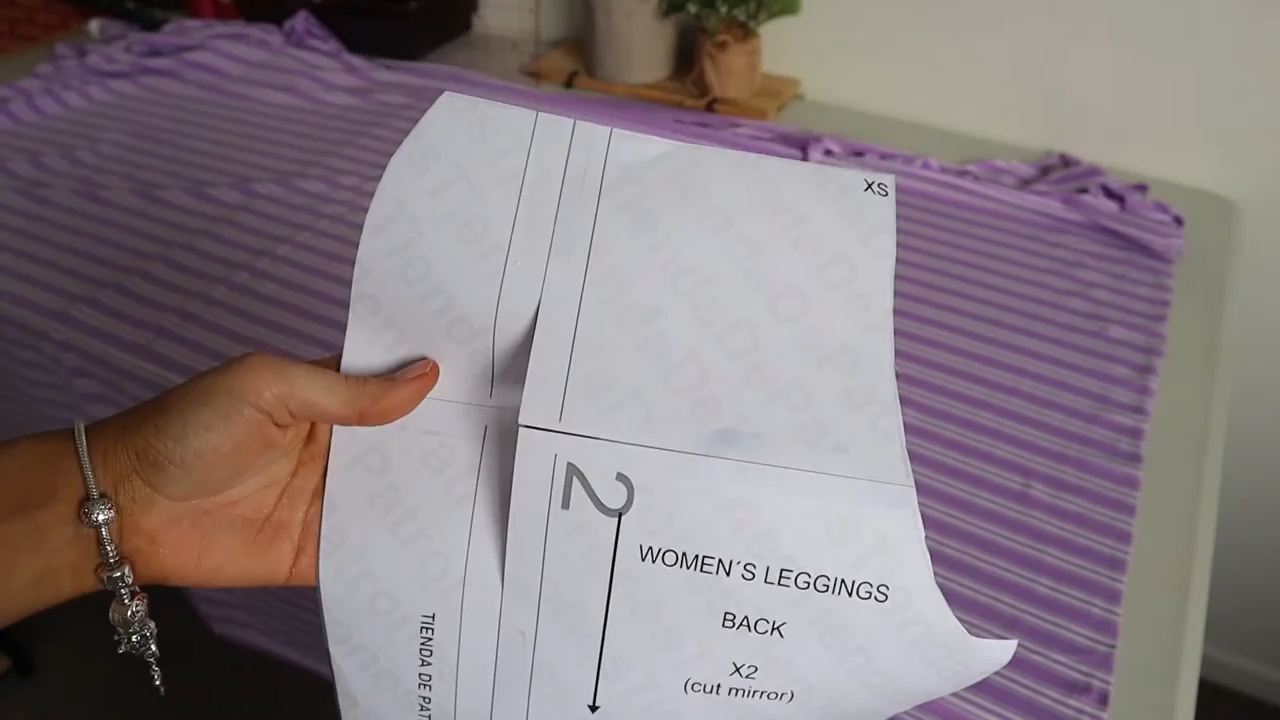 XS
2
WOMEN´S LEGGINGS
BACK
X2
(cut mirror)
TIENDA DE PAT